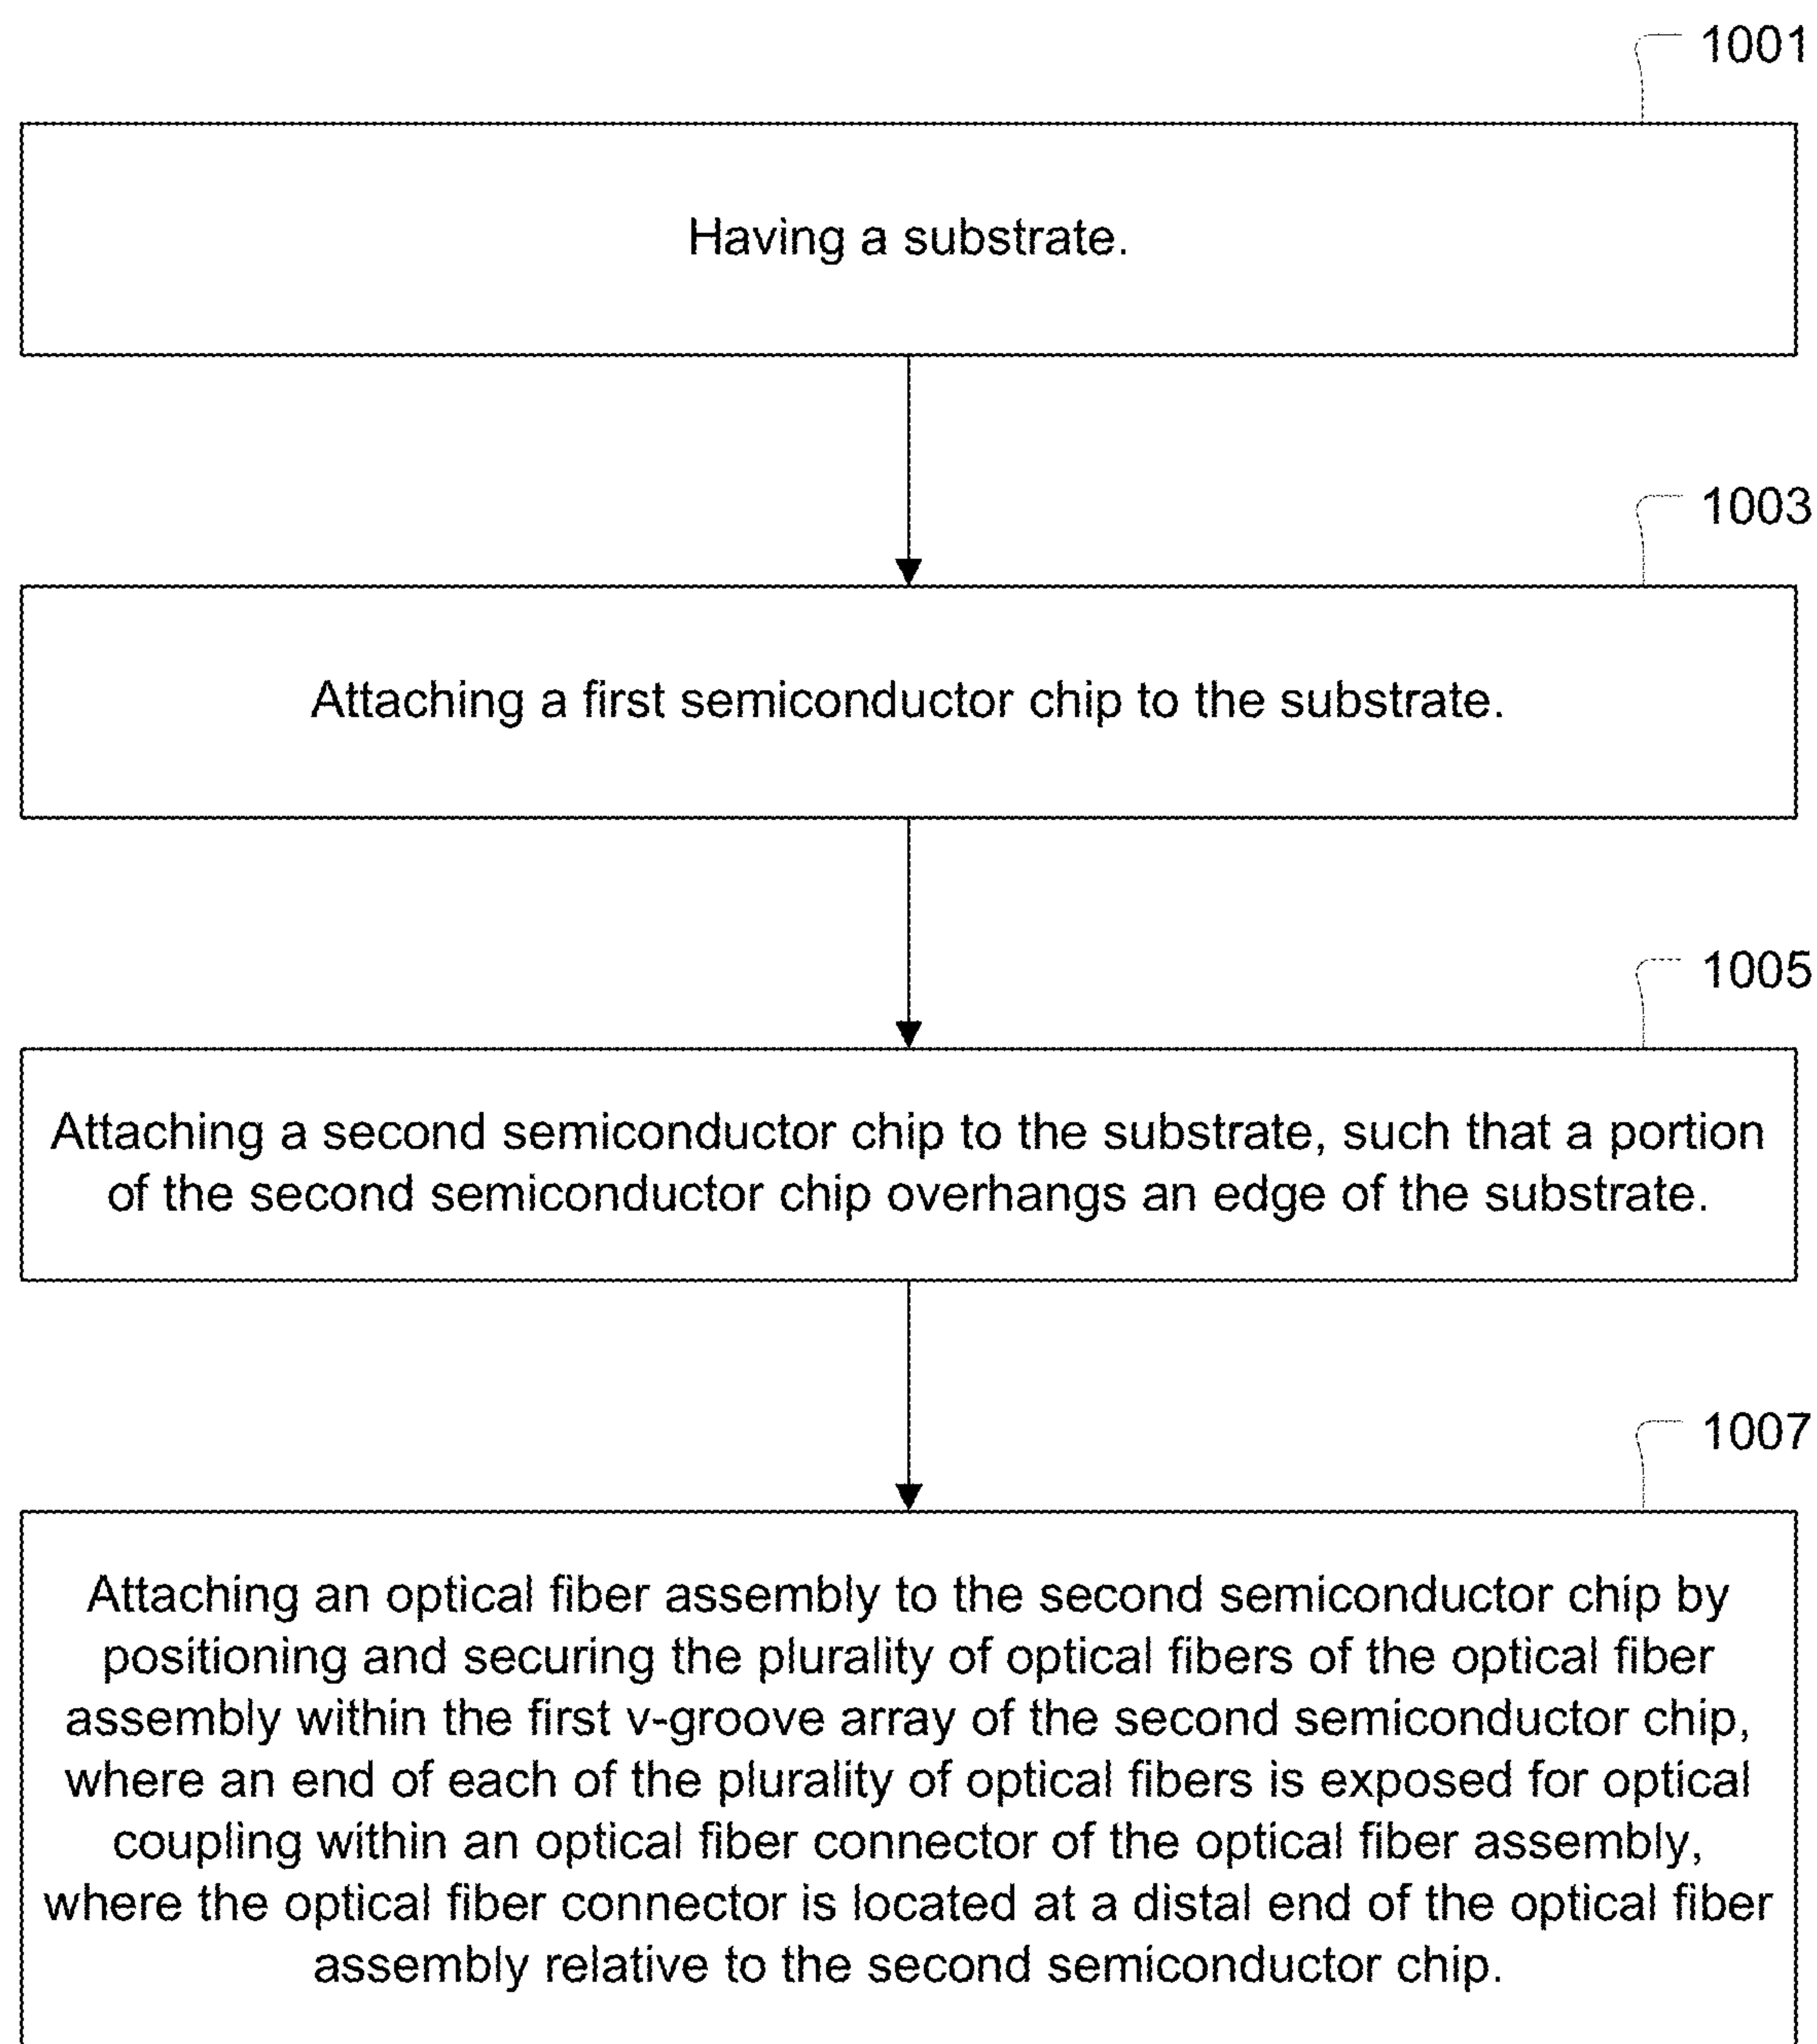 1001
Having a substrate.
1003
Attaching a first semiconductor chip to the substrate.
1005
Attaching a second semiconductor chip to the substrate, such that a portion
of the second semiconductor chip overhangs an edge of the substrate.
1007
Attaching an optical fiber assembly to the second semiconductor chip by
positioning and securing the plurality of optical fibers of the optical fiber
assembly within the first v-groove array of the second semiconductor chip,
where an end of each of the plurality of optical fibers is exposed for optical
coupling within an optical fiber connector of the optical fiber assembly,
where the optical fiber connector is located at a distal end of the optical fiber
assembly relative to the second semiconductor chip.